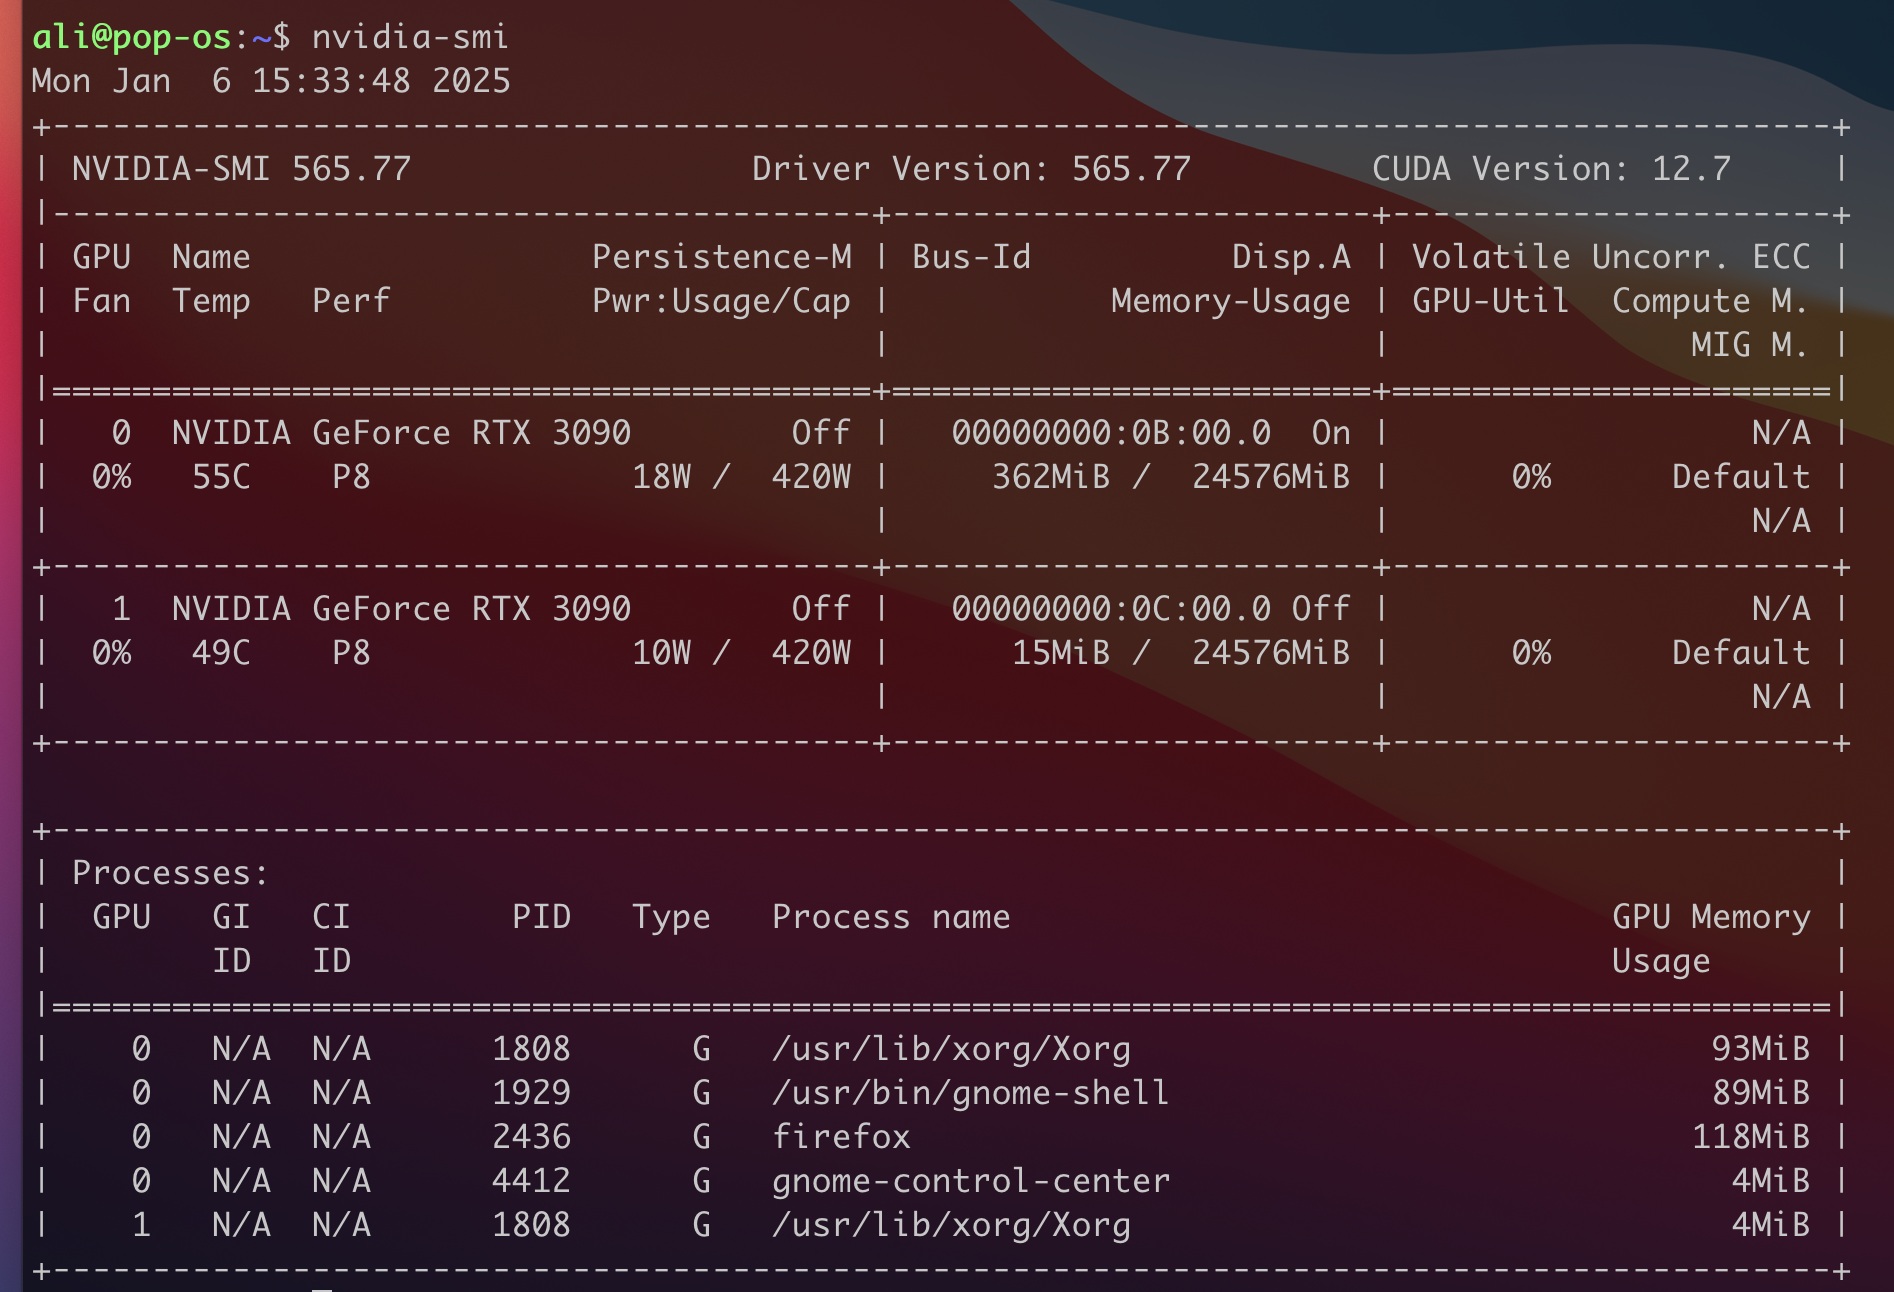 ali@pop-os:~$ nvidia-smi
Mon Jan  6 15:33:48 2025
+-----------------------------------------------------------------------------------------+
| NVIDIA-SMI 565.77                 Driver Version: 565.77         CUDA Version: 12.7     |
|-----------------------------------------+------------------------+----------------------+
| GPU  Name                 Persistence-M | Bus-Id          Disp.A | Volatile Uncorr. ECC |
| Fan  Temp   Perf          Pwr:Usage/Cap |           Memory-Usage | GPU-Util  Compute M. |
|                                         |                        |               MIG M. |
|=========================================+========================+======================|
|   0  NVIDIA GeForce RTX 3090        Off |   00000000:0B:00.0  On |                  N/A |
|  0%   55C    P8             18W /  420W |     362MiB /  24576MiB |      0%      Default |
|                                         |                        |                  N/A |
+-----------------------------------------+------------------------+----------------------+
|   1  NVIDIA GeForce RTX 3090        Off |   00000000:0C:00.0 Off |                  N/A |
|  0%   49C    P8             10W /  420W |      15MiB /  24576MiB |      0%      Default |
|                                         |                        |                  N/A |
+-----------------------------------------+------------------------+----------------------+

+-----------------------------------------------------------------------------------------+
| Processes:                                                                              |
|  GPU   GI   CI        PID   Type   Process name                              GPU Memory |
|        ID   ID                                                               Usage      |
|=========================================================================================|
|    0   N/A  N/A      1808      G   /usr/lib/xorg/Xorg                             93MiB |
|    0   N/A  N/A      1929      G   /usr/bin/gnome-shell                           89MiB |
|    0   N/A  N/A      2436      G   firefox                                       118MiB |
|    0   N/A  N/A      4412      G   gnome-control-center                            4MiB |
|    1   N/A  N/A      1808      G   /usr/lib/xorg/Xorg                              4MiB |
+-----------------------------------------------------------------------------------------+